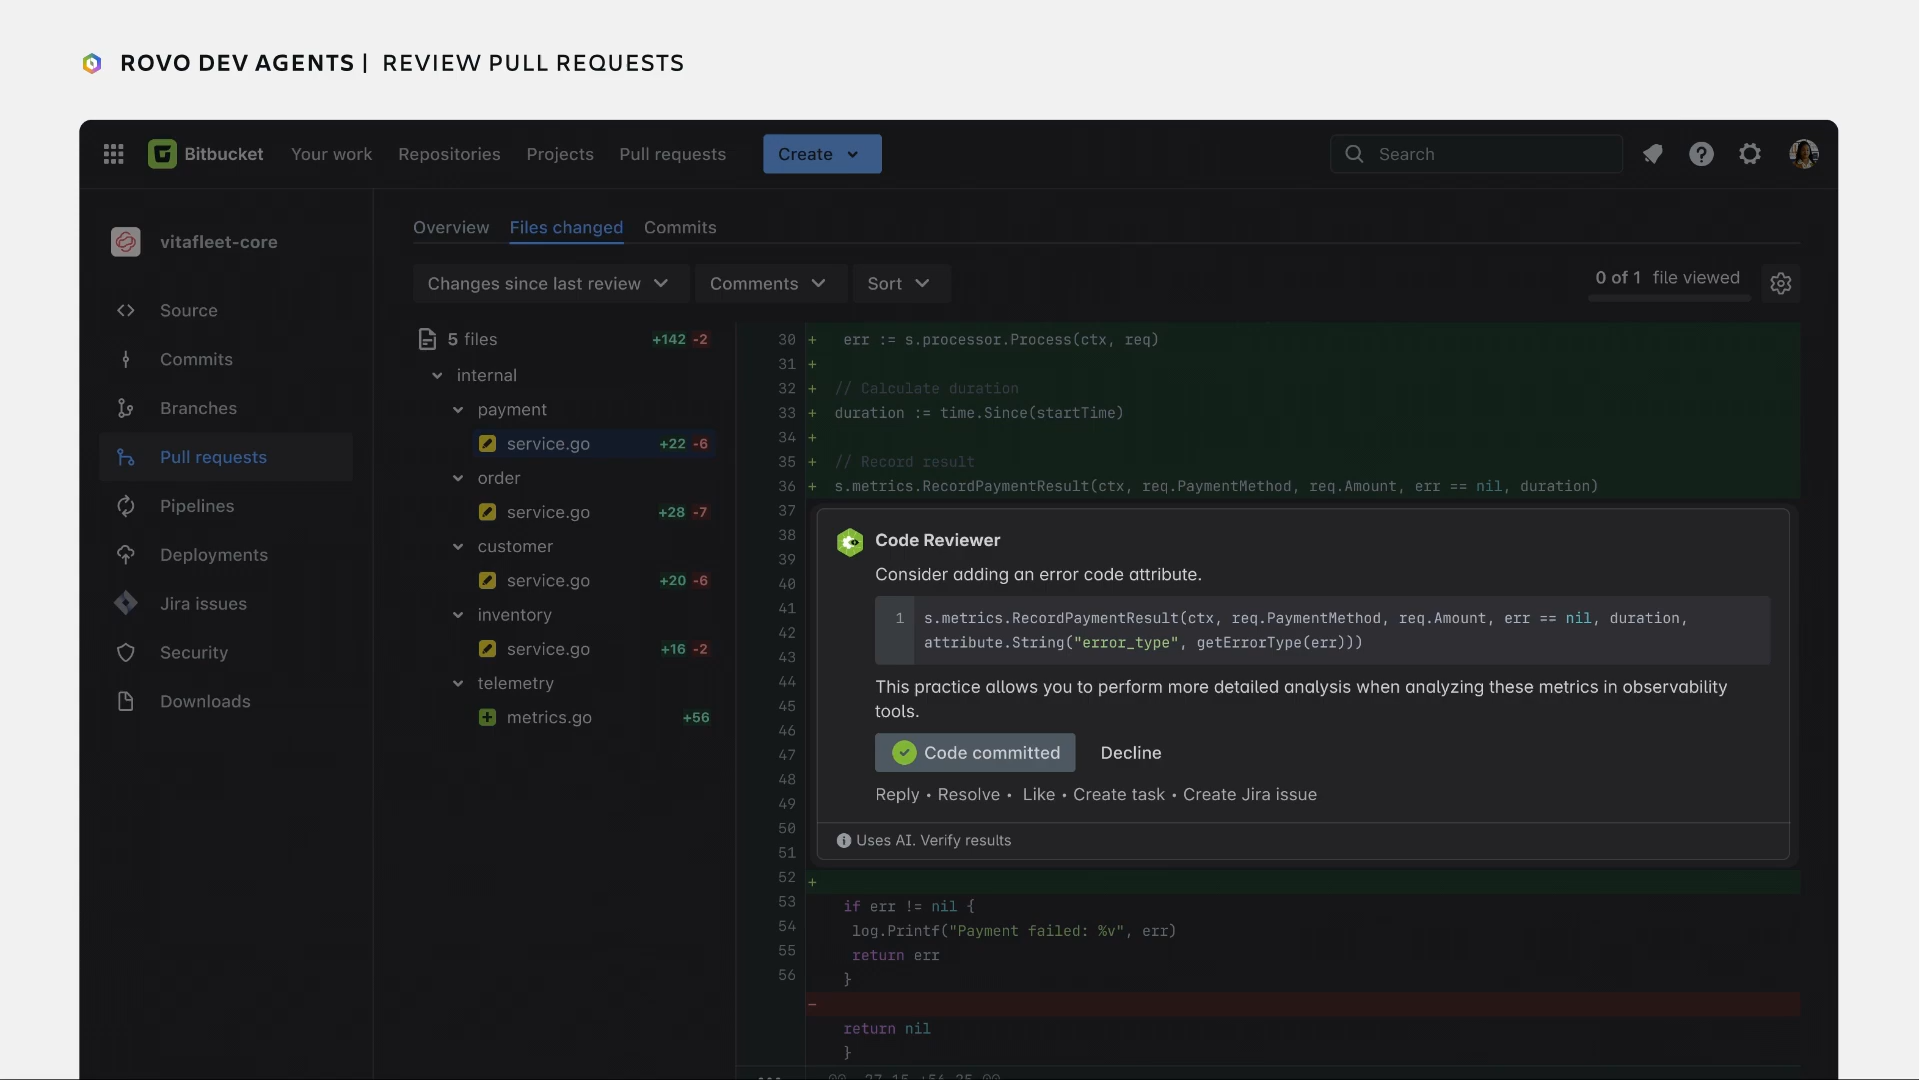 ROVO DEV AGENTS | REVIEW PULL REQUESTS
Bitbucket Your work Repositories Projects Pull requests Create Search
vitafleet-core
Source
Commits
Branches
Pull requests
Pipelines
Deployments
Jira issues
Security
Downloads
Overview Files changed Commits
Changes since last review Comments Sort 0 of 1 file viewed
5 files +142 -2
internal
payment
service.go +22 -6
order
service.go +28 -7
customer
service.go +20 -6
inventory
service.go +16 -2
telemetry
metrics.go +56
30 + err := s.processor.Process(ctx, req)
31 +
32 + // Calculate duration
33 + duration := time.Since(startTime)
34 +
35 + // Record result
36 + s.metrics.RecordPaymentResult(ctx, req.PaymentMethod, req.Amount, err == nil, duration)
37
38
39
40
41
42
43
44
45
46
47
48
49
50
51
Code Reviewer
Consider adding an error code attribute.
1 s.metrics.RecordPaymentResult(ctx, req.PaymentMethod, req.Amount, err == nil, duration,
attribute.String("error_type", getErrorType(err)))
This practice allows you to perform more detailed analysis when analyzing these metrics in observability
tools.
Code committed Decline
Reply • Resolve • Like • Create task • Create Jira issue
Uses AI. Verify results
52 +
53 if err != nil {
54 log.Printf("Payment failed: %v", err)
55 return err
56 }
-
return nil
}